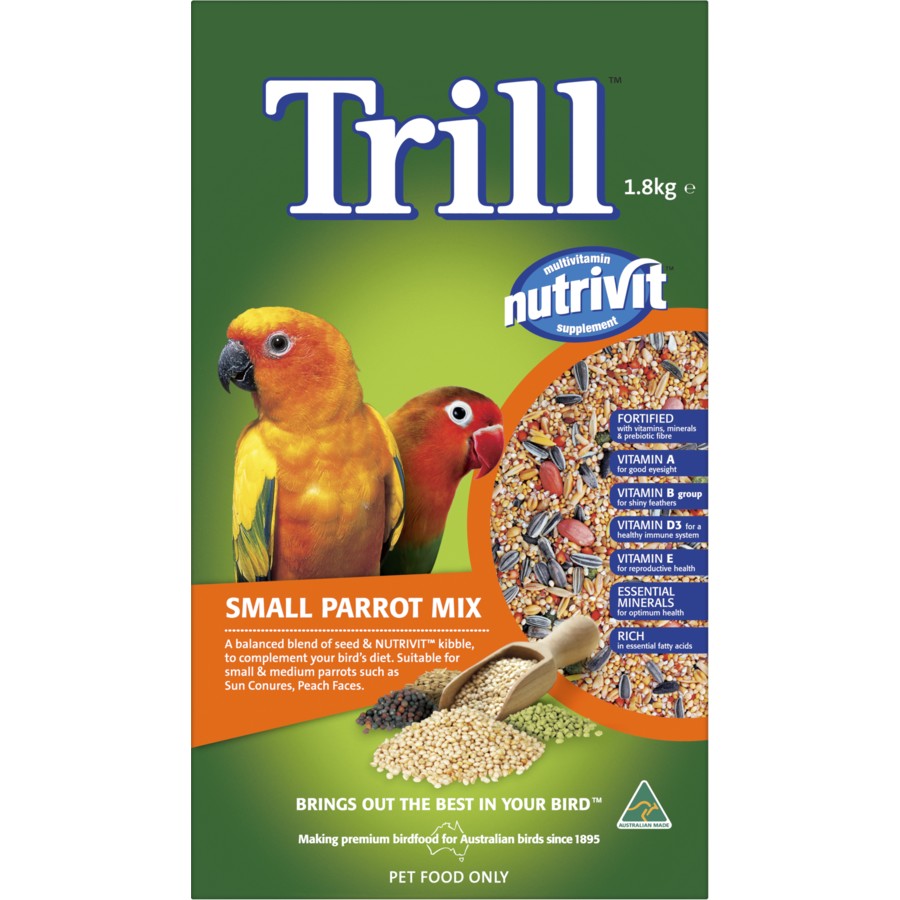 Trill™
1.8kg ℮
multivitamin
nutrivit™
supplement
FORTIFIED
with vitamins, minerals
& prebiotic fibre
VITAMIN A
for good eyesight
VITAMIN B group
for shiny feathers
VITAMIN D3 for a
healthy immune system
VITAMIN E
for reproductive health
ESSENTIAL
MINERALS
for optimum health
RICH
in essential fatty acids
SMALL PARROT MIX
A balanced blend of seed & NUTRIVIT™ kibble,
to complement your bird's diet. Suitable for
small & medium parrots such as
Sun Conures, Peach Faces.
BRINGS OUT THE BEST IN YOUR BIRD™
AUSTRALIAN MADE
Making premium birdfood for Australian birds since 1895
PET FOOD ONLY